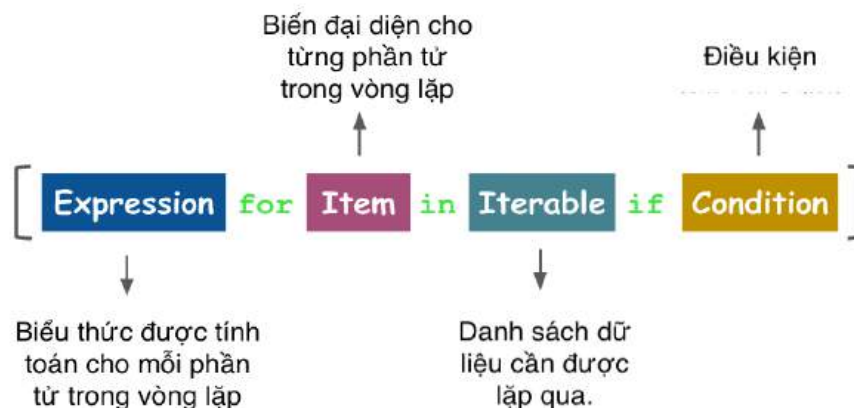 Biến đại diện cho
từng phần tử
trong vòng lặp
Điều kiện
[ Expression for Item in Iterable if Condition ]
Biểu thức được tính
toán cho mỗi phần
tử trong vòng lặp
Danh sách dữ
liệu cần được
lặp qua.